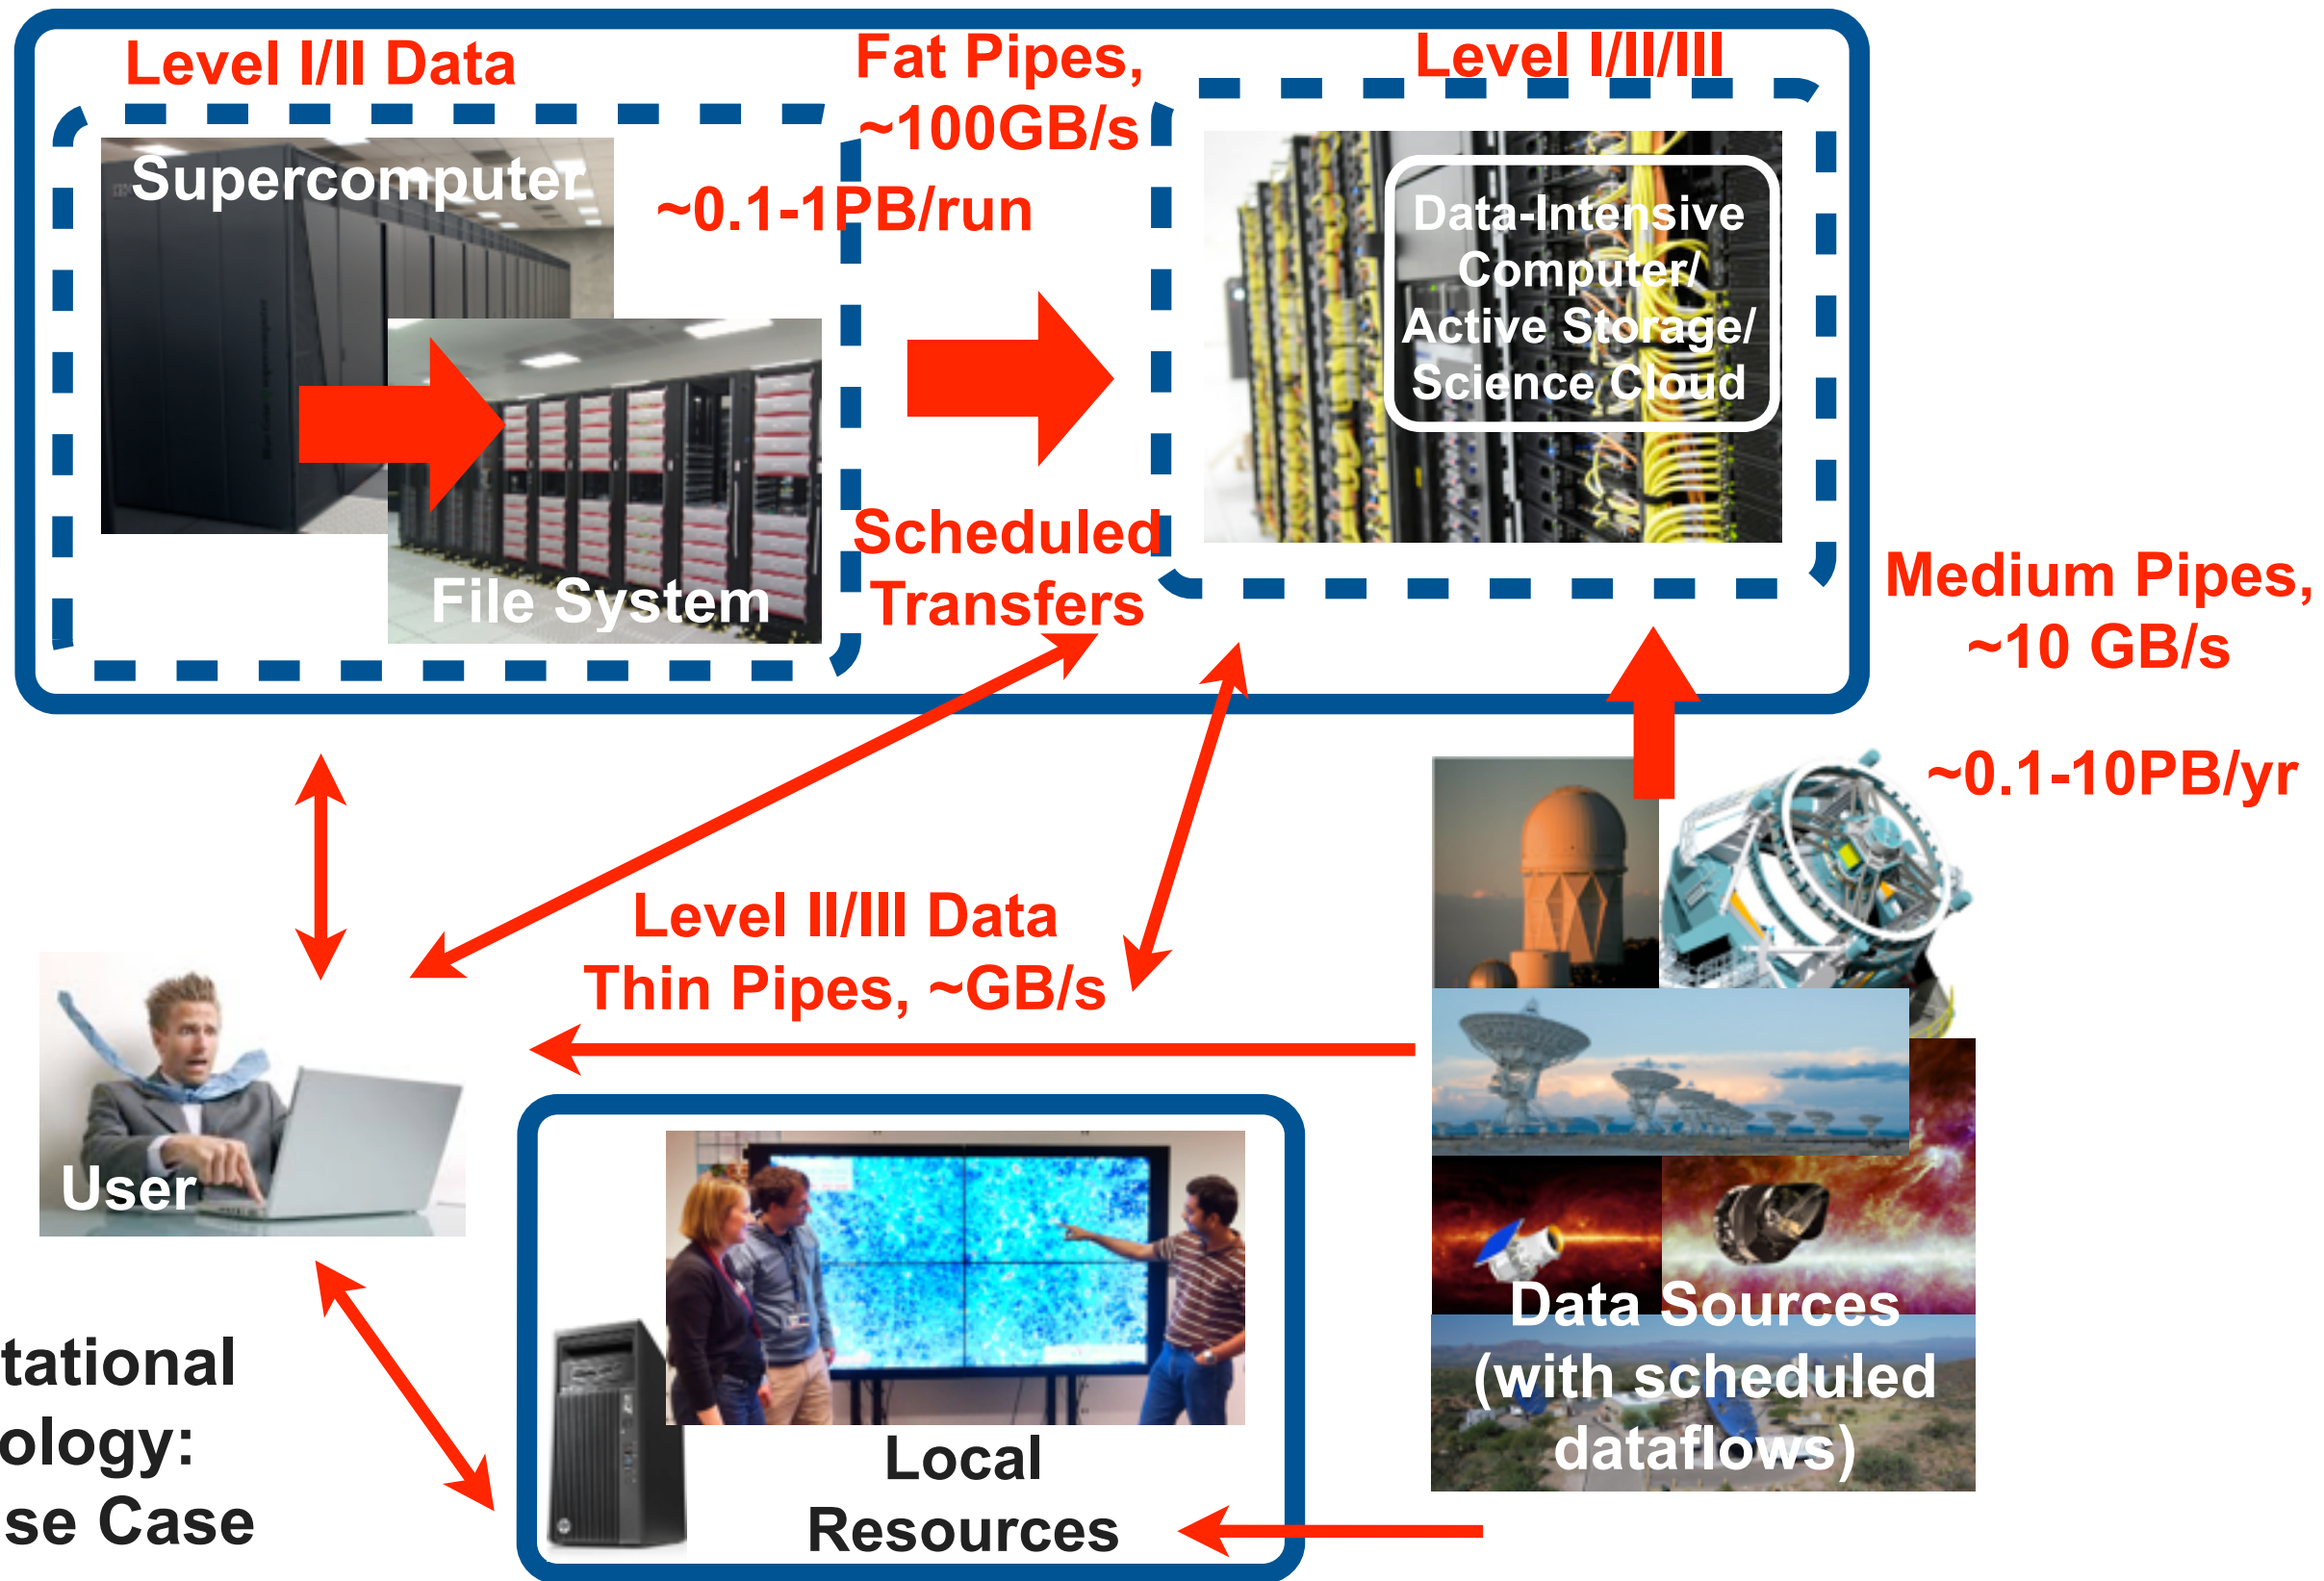 Level I/II Data
Fat Pipes,
~100GB/s
Level I/II/III
Supercomputer
~0.1-1PB/run
Data-Intensive
Computer/
Active Storage/
Science Cloud
File System
Scheduled
Transfers
Medium Pipes,
~10 GB/s
~0.1-10PB/yr
Level II/III Data
Thin Pipes, ~GB/s
User
Data Sources
(with scheduled
dataflows)
Local
Resources
tational
ology:
se Case